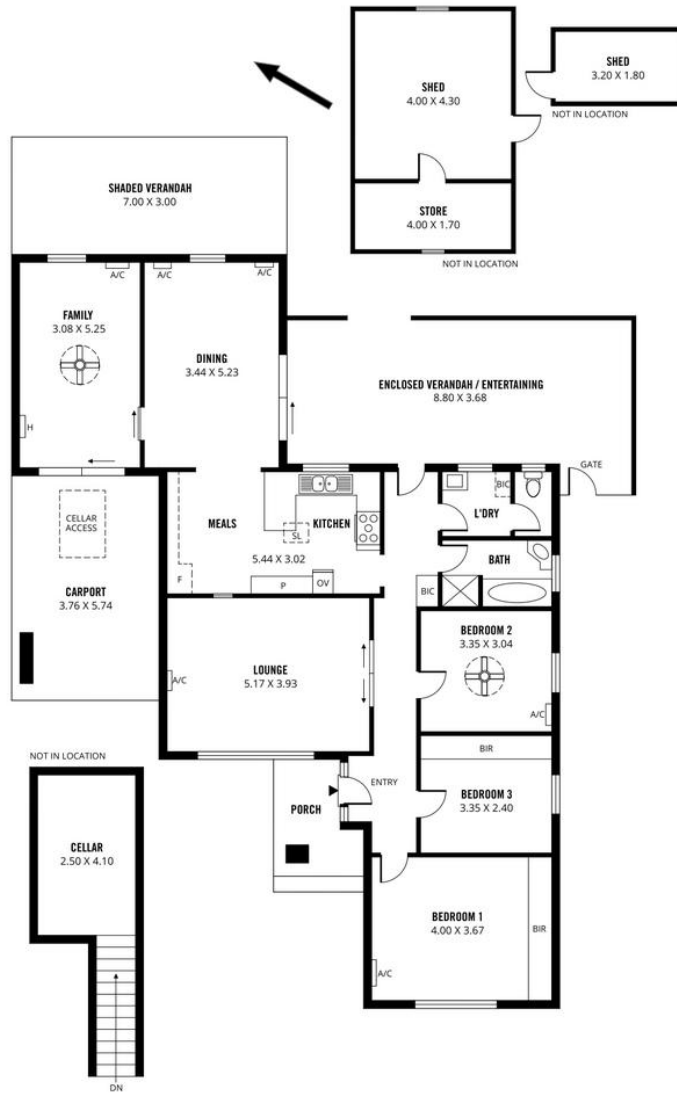 SHED
4.00 X 4.30
SHED
3.20 X 1.80
NOT IN LOCATION
STORE
4.00 X 1.70
NOT IN LOCATION
SHADED VERANDAH
7.00 X 3.00
A/C
A/C
A/C
FAMILY
3.08 X 5.25
H
DINING
3.44 X 5.23
ENCLOSED VERANDAH / ENTERTAINING
8.80 X 3.68
GATE
CELLAR
ACCESS
CARPORT
3.76 X 5.74
MEALS
KITCHEN
SL
5.44 X 3.02
F
P
OV
BIC
L'DRY
BATH
BIC
LOUNGE
5.17 X 3.93
A/C
BEDROOM 2
3.35 X 3.04
A/C
BIR
BEDROOM 3
3.35 X 2.40
ENTRY
PORCH
BEDROOM 1
4.00 X 3.67
BIR
A/C
NOT IN LOCATION
CELLAR
2.50 X 4.10
DN